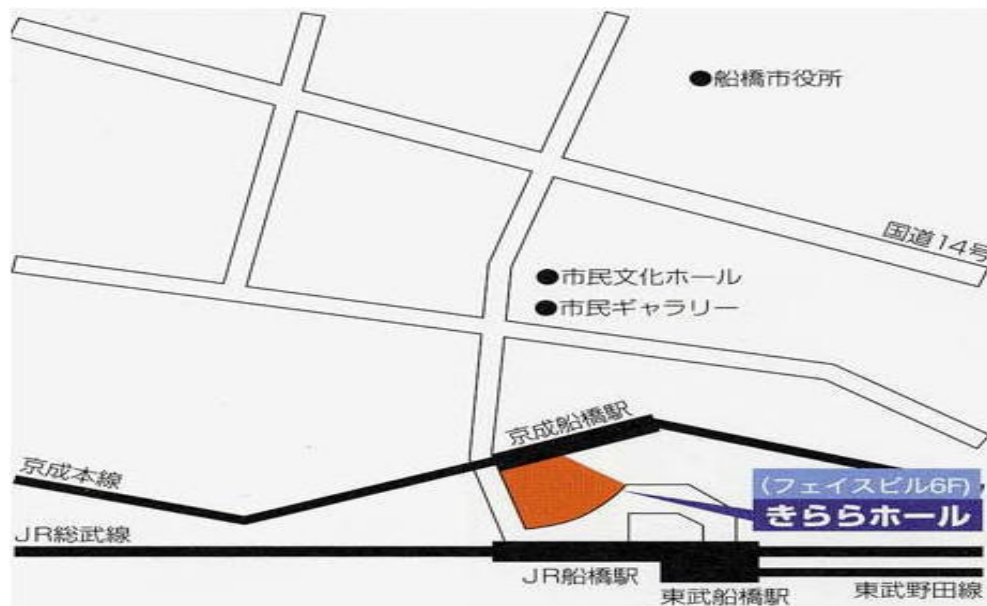 ●船橋市役所
国道14号
●市民文化ホール
●市民ギャラリー
京成船橋駅
京成本線
(フェイスビル6F)
きららホール
JR総武線
JR船橋駅
東武船橋駅
東武野田線